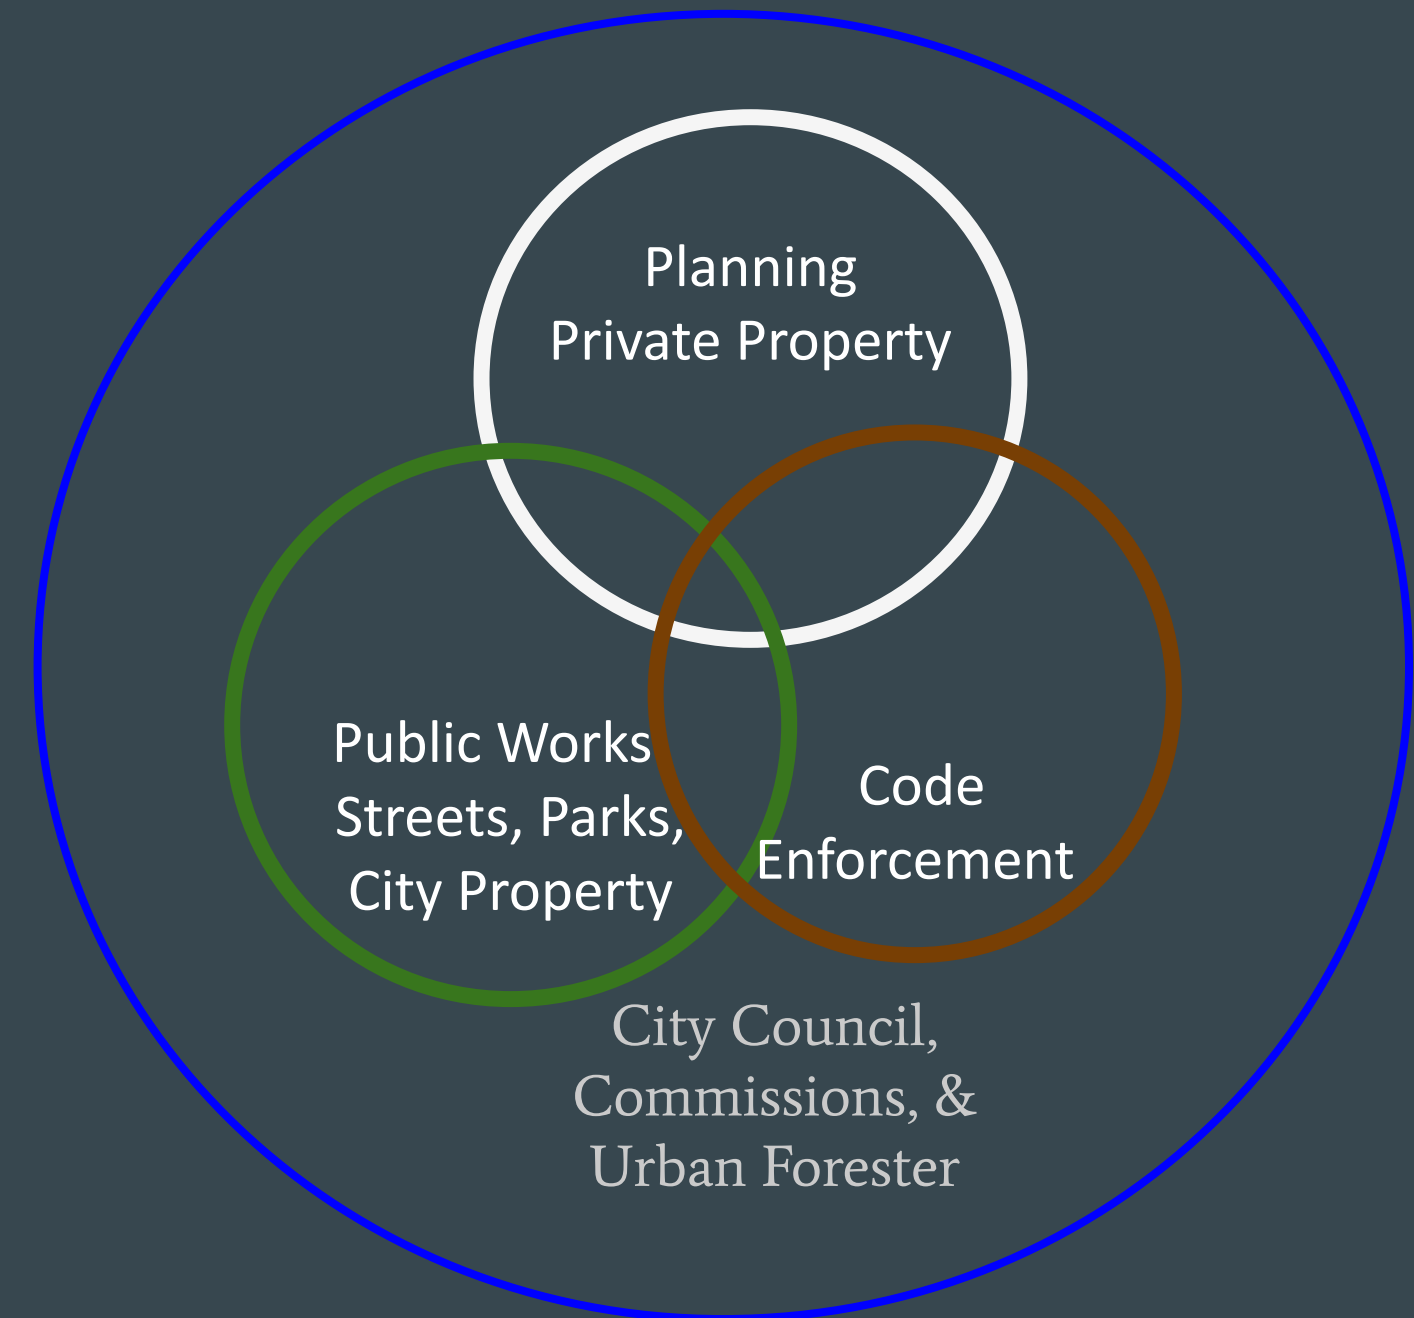 Planning
Private Property
Public Works
Streets, Parks,
City Property
Code
Enforcement
City Council,
Commissions, &
Urban Forester